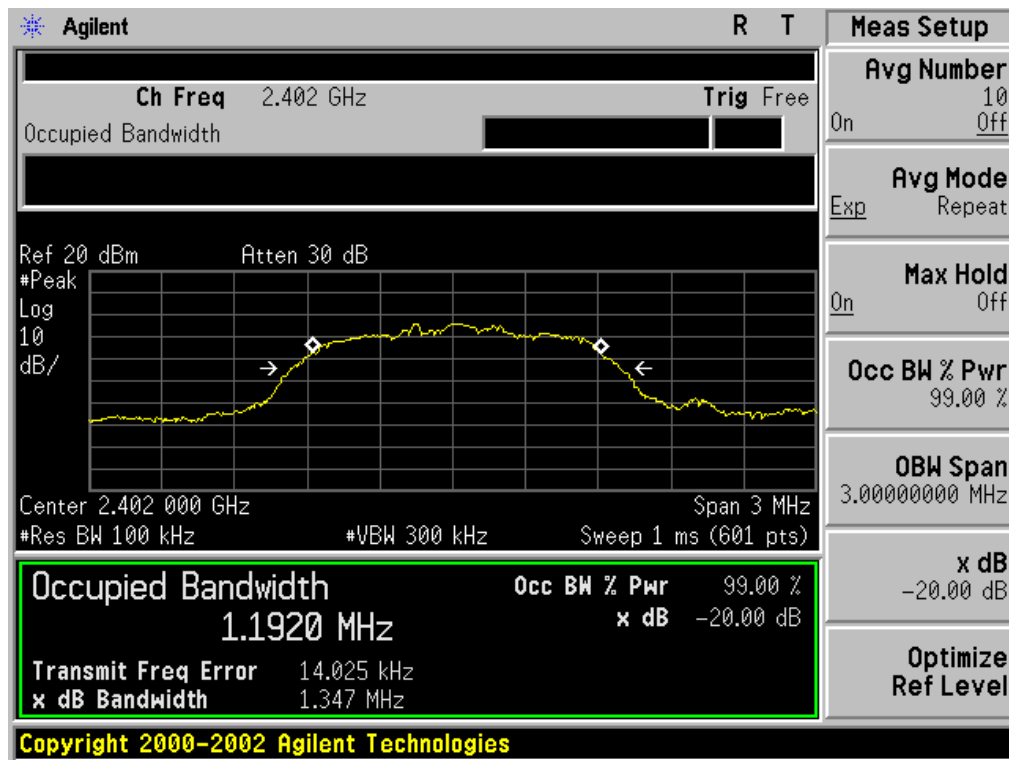 Agilent R T
Meas Setup
Avg Number
10
On Off
Avg Mode
Exp Repeat
Max Hold
On Off
Occ BW % Pwr
99.00 %
OBW Span
3.00000000 MHz
x dB
-20.00 dB
Optimize
Ref Level
Ch Freq 2.402 GHz Trig Free
Occupied Bandwidth
Ref 20 dBm Atten 30 dB
#Peak
Log
10
dB/
Center 2.402 000 GHz Span 3 MHz
#Res BW 100 kHz #VBW 300 kHz Sweep 1 ms (601 pts)
Occupied Bandwidth
1.1920 MHz
Occ BW % Pwr 99.00 %
x dB -20.00 dB
Transmit Freq Error 14.025 kHz
x dB Bandwidth 1.347 MHz
Copyright 2000-2002 Agilent Technologies